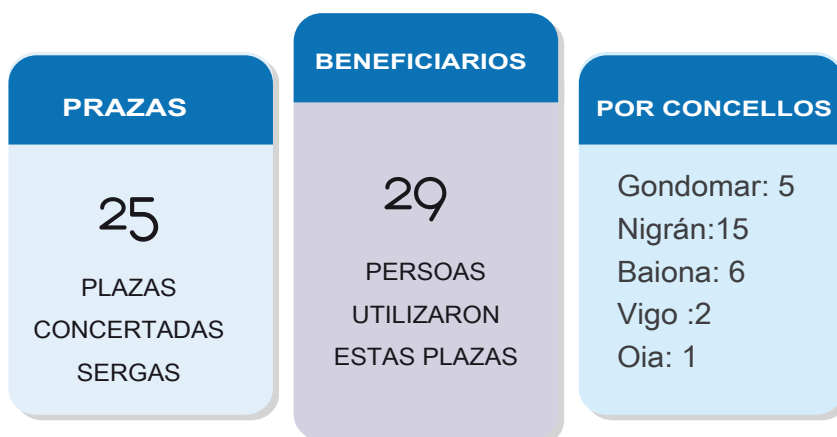 PRAZAS
25
PLAZAS
CONCERTADAS
SERGAS
BENEFICIARIOS
29
PERSOAS
UTILIZARON
ESTAS PLAZAS
POR CONCELLOS
Gondomar: 5
Nigrán:15
Baiona: 6
Vigo :2
Oia: 1